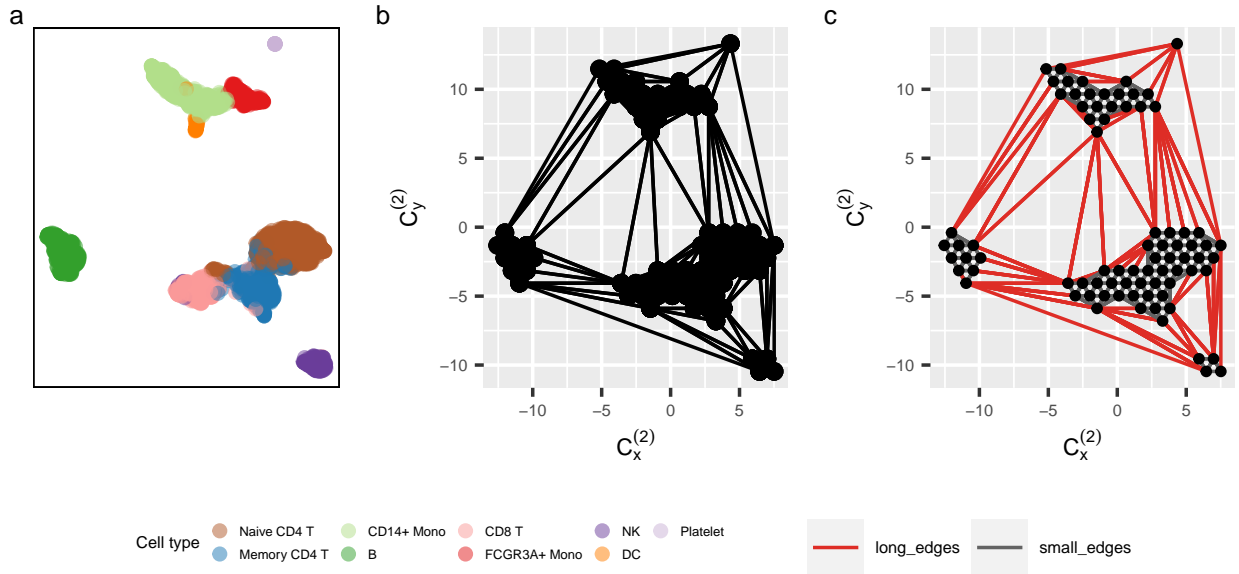 a
b
c
10
5
0
−5
−10
−10
−5
0
5
C_y^(2)
C_x^(2)
10
5
0
−5
−10
−10
−5
0
5
C_y^(2)
C_x^(2)
Cell type
Naive CD4 T
CD14+ Mono
CD8 T
NK
Platelet
Memory CD4 T
B
FCGR3A+ Mono
DC
long_edges
small_edges